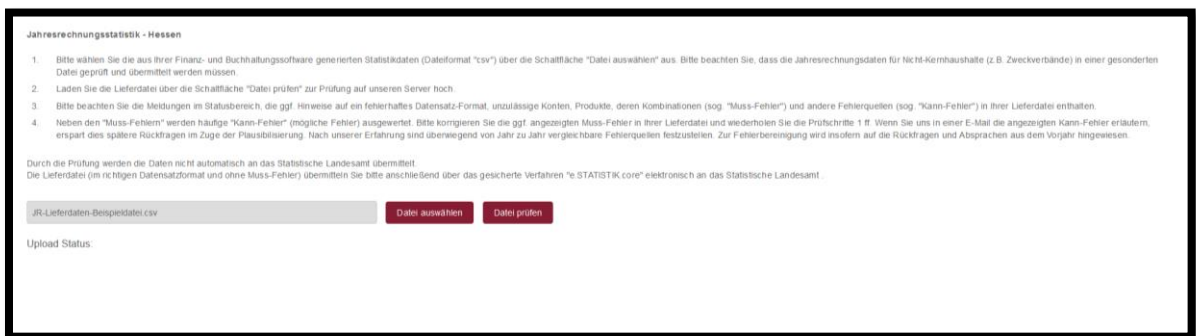 Jahresrechnungsstatistik - Hessen
1. Bitte wählen Sie die aus Ihrer Finanz- und Buchhaltungssoftware generierten Statistikdaten (Dateiformat "csv") über die Schaltfläche "Datei auswählen" aus. Bitte beachten Sie, dass die Jahresrechnungsdaten für Nicht-Kernhaushalte (z.B. Zweckverbände) in einer gesonderten
Datei geprüft und übermittelt werden müssen.
2. Laden Sie die Lieferdatei über die Schaltfläche "Datei prüfen" zur Prüfung auf unseren Server hoch.
3. Bitte beachten Sie die Meldungen im Statusbereich, die ggf. Hinweise auf ein fehlerhaftes Datensatz-Format, unzulässige Konten, Produkte, deren Kombinationen (sog. "Muss-Fehler") und andere Fehlerquellen (sog. "Kann-Fehler") in Ihrer Lieferdatei enthalten.
4. Neben den "Muss-Fehlern" werden häufige "Kann-Fehler" (mögliche Fehler) ausgewertet. Bitte korrigieren Sie die ggf. angezeigten Muss-Fehler in Ihrer Lieferdatei und wiederholen Sie die Prüfschritte 1 ff. Wenn Sie uns in einer E-Mail die angezeigten Kann-Fehler erläutern,
erspart dies spätere Rückfragen im Zuge der Plausibilisierung. Nach unserer Erfahrung sind überwiegend von Jahr zu Jahr vergleichbare Fehlerquellen festzustellen. Zur Fehlerbereinigung wird insofern auf die Rückfragen und Absprachen aus dem Vorjahr hingewiesen.
Durch die Prüfung werden die Daten nicht automatisch an das Statistische Landesamt übermittelt.
Die Lieferdatei (im richtigen Datensatzformat und ohne Muss-Fehler) übermitteln Sie bitte anschließend über das gesicherte Verfahren "e.STATISTIK.core" elektronisch an das Statistische Landesamt .
JR-Lieferdaten-Beispieldatei.csv Datei auswählen Datei prüfen
Upload Status: